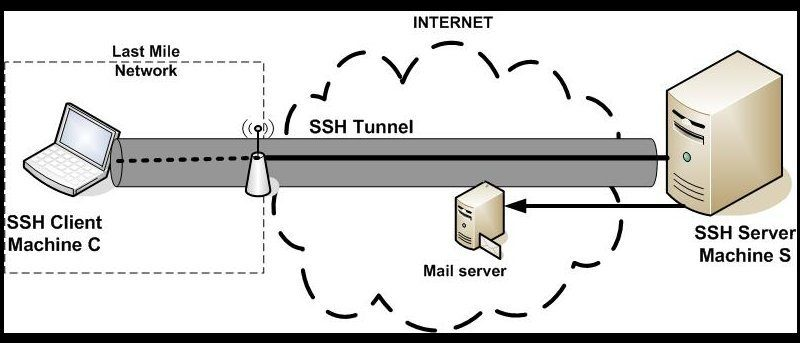 INTERNET
Last Mile
Network
SSH Tunnel
SSH Client
Machine C
Mail server
SSH Server
Machine S